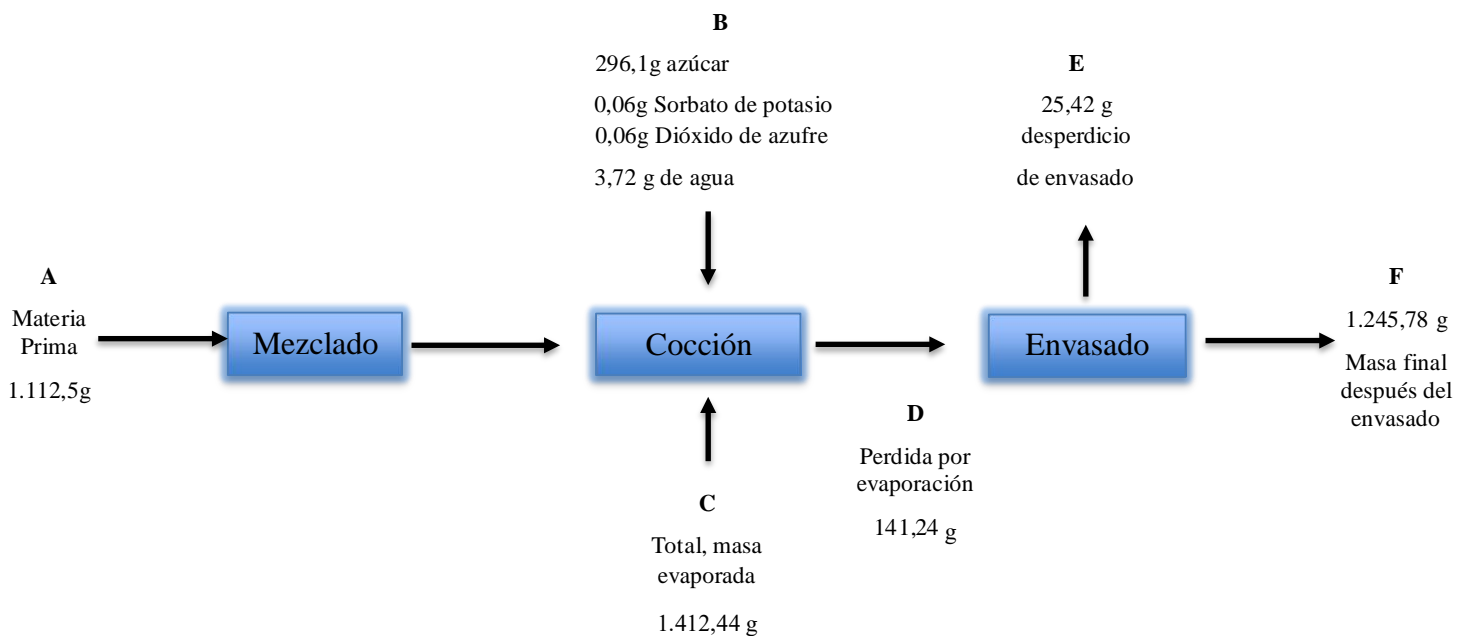 B
296,1g azúcar
0,06g Sorbato de potasio
0,06g Dióxido de azufre
3,72 g de agua
E
25,42 g
desperdicio
de envasado
A
Materia
Prima
1.112,5g
Mezclado
Cocción
Envasado
F
1.245,78 g
Masa final
después del
envasado
D
Perdida por
evaporación
141,24 g
C
Total, masa
evaporada
1.412,44 g